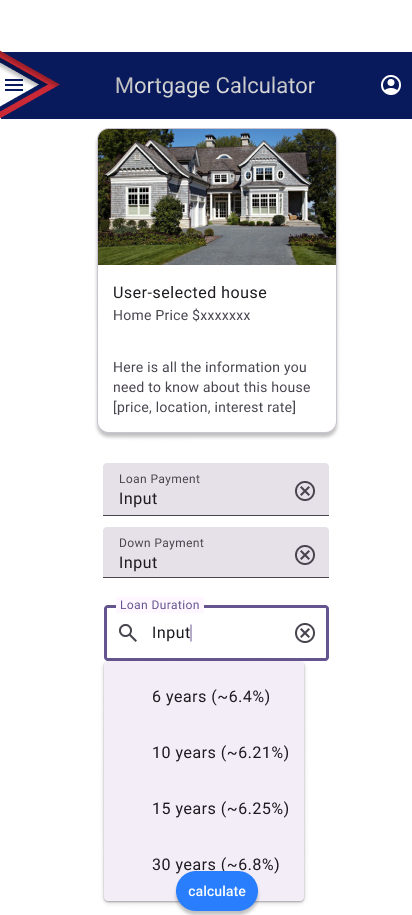 Mortgage Calculator
User-selected house
Home Price $xxxxxxx
Here is all the information you
need to know about this house
[price, location, interest rate]
Loan Payment
Input
Down Payment
Input
Loan Duration
Input
6 years (~6.4%)
10 years (~6.21%)
15 years (~6.25%)
30 years (~6.8%)
calculate